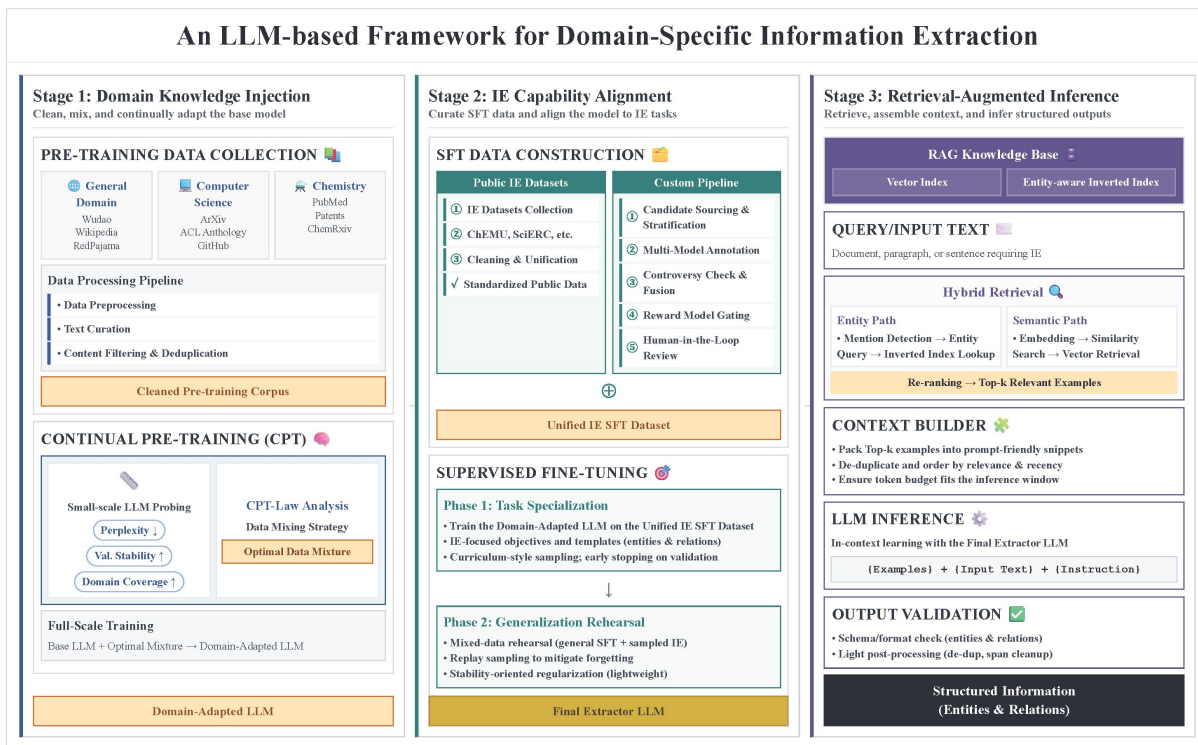 An LLM-based Framework for Domain-Specific Information Extraction
Stage 1: Domain Knowledge Injection
Clean, mix, and continually adapt the base model
PRE-TRAINING DATA COLLECTION
General
Domain
Wudao
Wikipedia
RedPajama
Computer
Science
ArXiv
ACL Anthology
GitHub
Chemistry
PubMed
Patents
ChemRxiv
Data Processing Pipeline
• Data Preprocessing
• Text Curation
• Content Filtering & Deduplication
Cleaned Pre-training Corpus
CONTINUAL PRE-TRAINING (CPT)
Small-scale LLM Probing
Perplexity ↓
Val. Stability ↑
Domain Coverage ↑
CPT-Law Analysis
Data Mixing Strategy
Optimal Data Mixture
Full-Scale Training
Base LLM + Optimal Mixture → Domain-Adapted LLM
Domain-Adapted LLM
Stage 2: IE Capability Alignment
Curate SFT data and align the model to IE tasks
SFT DATA CONSTRUCTION
Public IE Datasets
① IE Datasets Collection
② ChEMU, SciERC, etc.
③ Cleaning & Unification
√ Standardized Public Data
Custom Pipeline
① Candidate Sourcing &
Stratification
② Multi-Model Annotation
③ Controversy Check &
Fusion
④ Reward Model Gating
⑤ Human-in-the-Loop
Review
⊕
Unified IE SFT Dataset
SUPERVISED FINE-TUNING
Phase 1: Task Specialization
• Train the Domain-Adapted LLM on the Unified IE SFT Dataset
• IE-focused objectives and templates (entities & relations)
• Curriculum-style sampling; early stopping on validation
↓
Phase 2: Generalization Rehearsal
• Mixed-data rehearsal (general SFT + sampled IE)
• Replay sampling to mitigate forgetting
• Stability-oriented regularization (lightweight)
Final Extractor LLM
Stage 3: Retrieval-Augmented Inference
Retrieve, assemble context, and infer structured outputs
RAG Knowledge Base
Vector Index
Entity-aware Inverted Index
QUERY/INPUT TEXT
Document, paragraph, or sentence requiring IE
Hybrid Retrieval
Entity Path
• Mention Detection → Entity
Query → Inverted Index Lookup
Semantic Path
• Embedding → Similarity
Search → Vector Retrieval
Re-ranking → Top-k Relevant Examples
CONTEXT BUILDER
• Pack Top-k examples into prompt-friendly snippets
• De-duplicate and order by relevance & recency
• Ensure token budget fits the inference window
LLM INFERENCE
In-context learning with the Final Extractor LLM
{Examples} + {Input Text} + {Instruction}
OUTPUT VALIDATION
• Schema/format check (entities & relations)
• Light post-processing (de-dup, span cleanup)
Structured Information
(Entities & Relations)